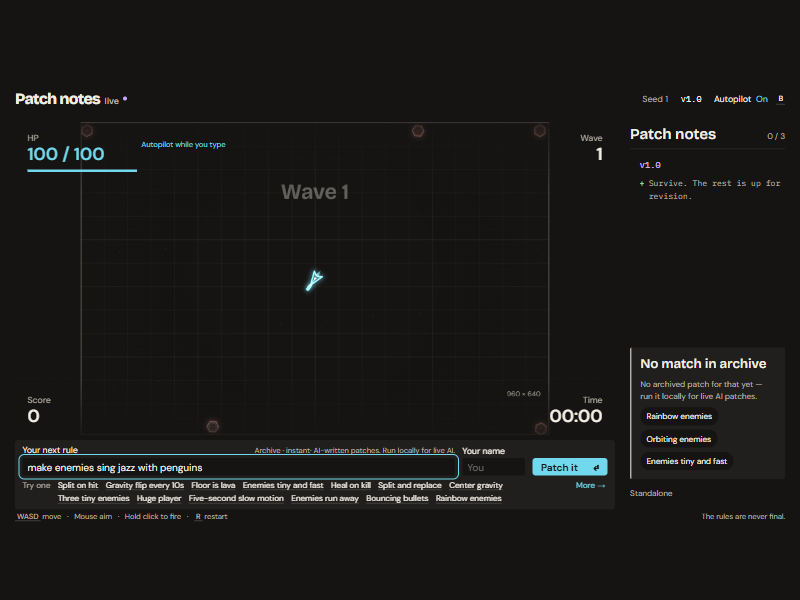 Patch notes live
Seed 1 v1.0 Autopilot On B
HP
100 / 100
Autopilot while you type
Wave
1
Wave 1
960 × 640
Score
0
Time
00:00
Your next rule
Archive · instant· AI-written patches. Run locally for live AI.
Your name
make enemies sing jazz with penguins
You
Patch it
Try one Split on hit Gravity flip every 10s Floor is lava Enemies tiny and fast Heal on kill Split and replace Center gravity
More →
Three tiny enemies Huge player Five-second slow motion Enemies run away Bouncing bullets Rainbow enemies
WASD move · Mouse aim · Hold click to fire · R restart
Patch notes
0 / 3
v1.0
+ Survive. The rest is up for
revision.
No match in archive
No archived patch for that yet —
run it locally for live AI patches.
Rainbow enemies
Orbiting enemies
Enemies tiny and fast
Standalone
The rules are never final.